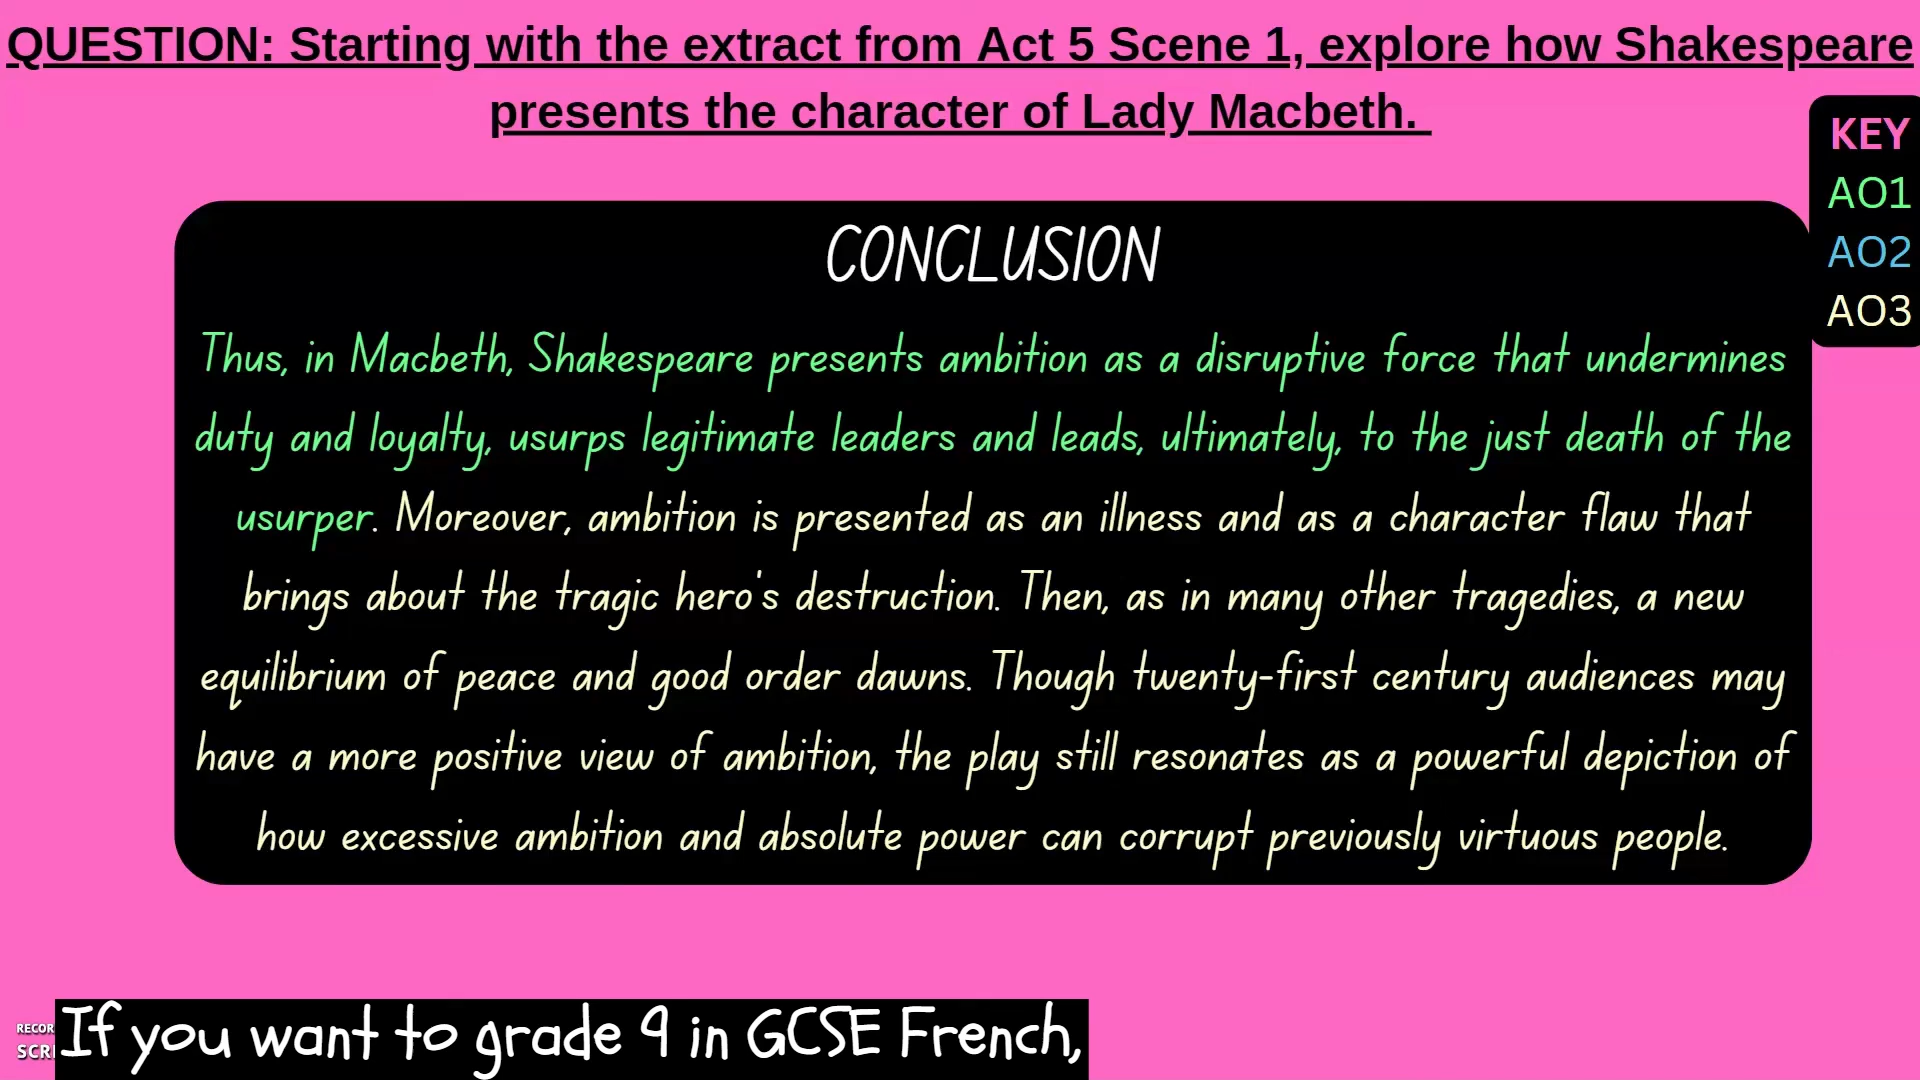 QUESTION: Starting with the extract from Act 5 Scene 1, explore how Shakespeare
presents the character of Lady Macbeth.
KEY
AO1
AO2
AO3
CONCLUSION
Thus, in Macbeth, Shakespeare presents ambition as a disruptive force that undermines
duty and loyalty, usurps legitimate leaders and leads, ultimately, to the just death of the
usurper. Moreover, ambition is presented as an illness and as a character flaw that
brings about the tragic hero's destruction. Then, as in many other tragedies, a new
equilibrium of peace and good order dawns. Though twenty-first century audiences may
have a more positive view of ambition, the play still resonates as a powerful depiction of
how excessive ambition and absolute power can corrupt previously virtuous people.
If you want to grade 9 in GCSE French,